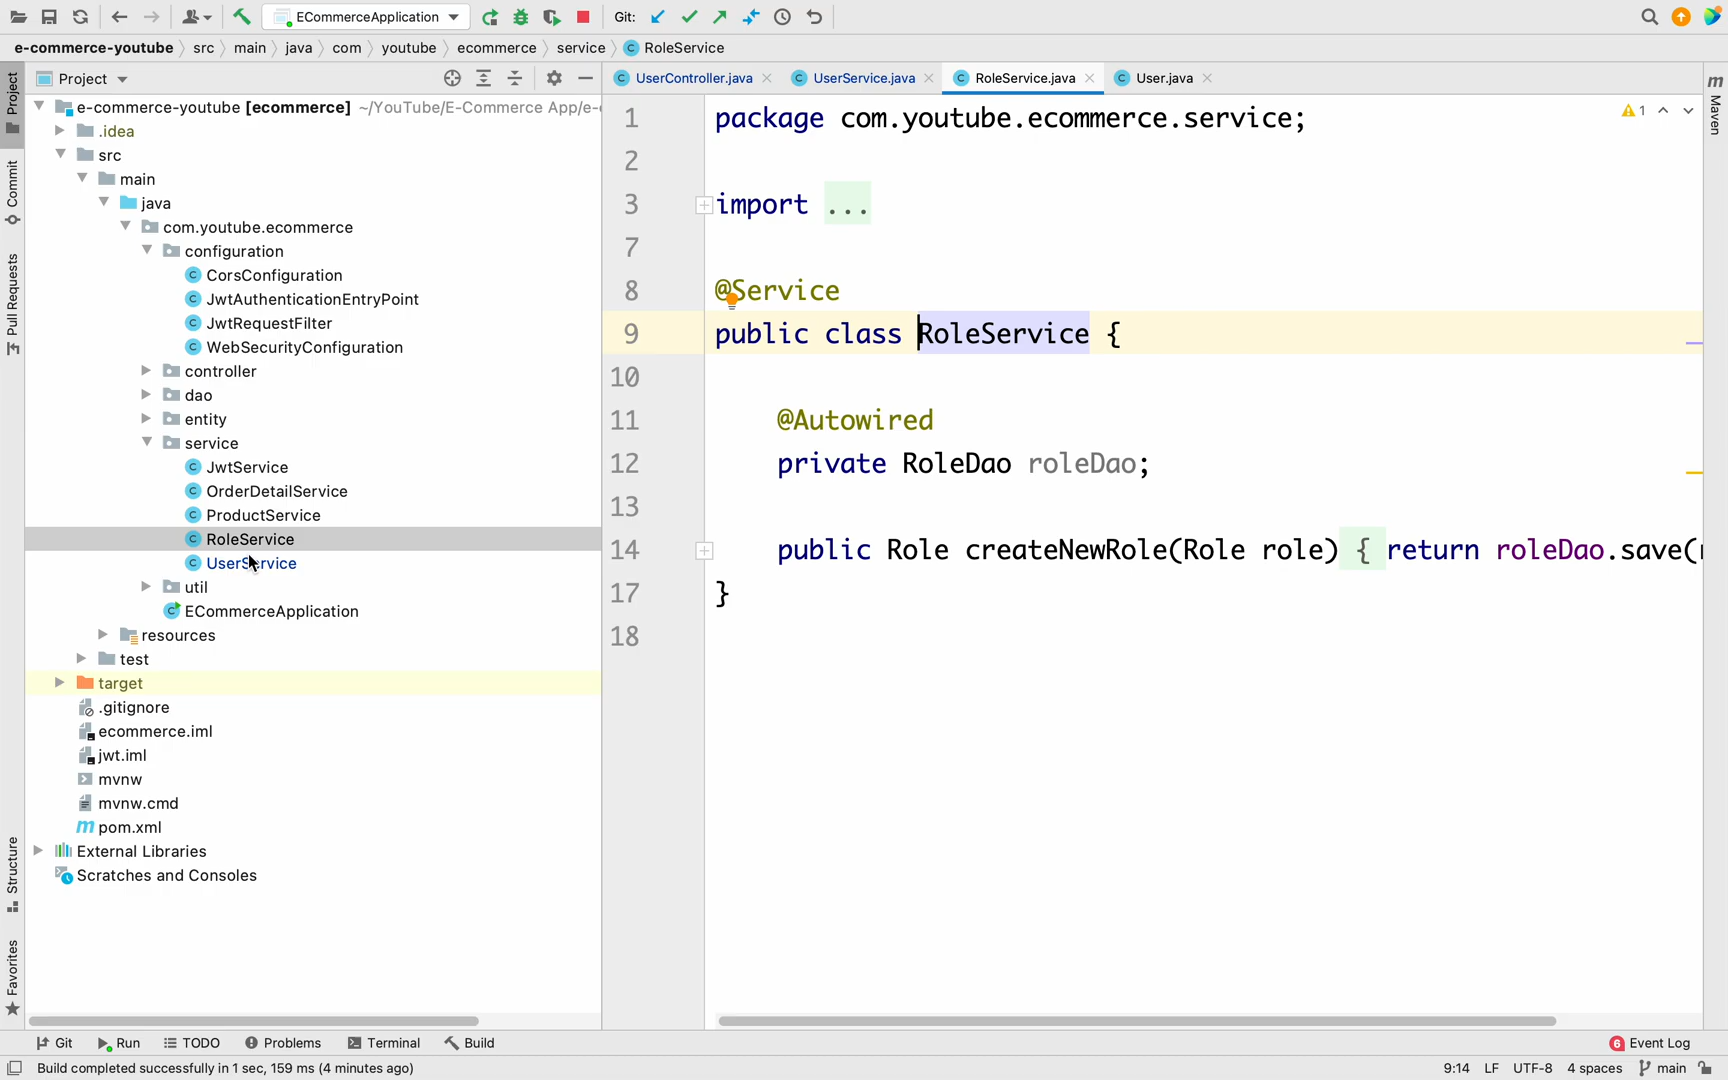 ECommerceApplication Git:
e-commerce-youtube src main java com youtube ecommerce service RoleService
Project
UserController.java UserService.java RoleService.java User.java
Project
Commit
Pull Requests
Structure
Favorites
e-commerce-youtube [ecommerce] ~/YouTube/E-Commerce App/e-
.idea
src
main
java
com.youtube.ecommerce
configuration
CorsConfiguration
JwtAuthenticationEntryPoint
JwtRequestFilter
WebSecurityConfiguration
controller
dao
entity
service
JwtService
OrderDetailService
ProductService
RoleService
UserService
util
ECommerceApplication
resources
test
target
.gitignore
ecommerce.iml
jwt.iml
mvnw
mvnw.cmd
pom.xml
External Libraries
Scratches and Consoles
1 package com.youtube.ecommerce.service;
2
3 import ...
7
8 @Service
9 public class RoleService {
10
11 @Autowired
12 private RoleDao roleDao;
13
14 public Role createNewRole(Role role) { return roleDao.save(
17 }
18
1
m
Maven
Git Run TODO Problems Terminal Build 6 Event Log
Build completed successfully in 1 sec, 159 ms (4 minutes ago) 9:14 LF UTF-8 4 spaces main